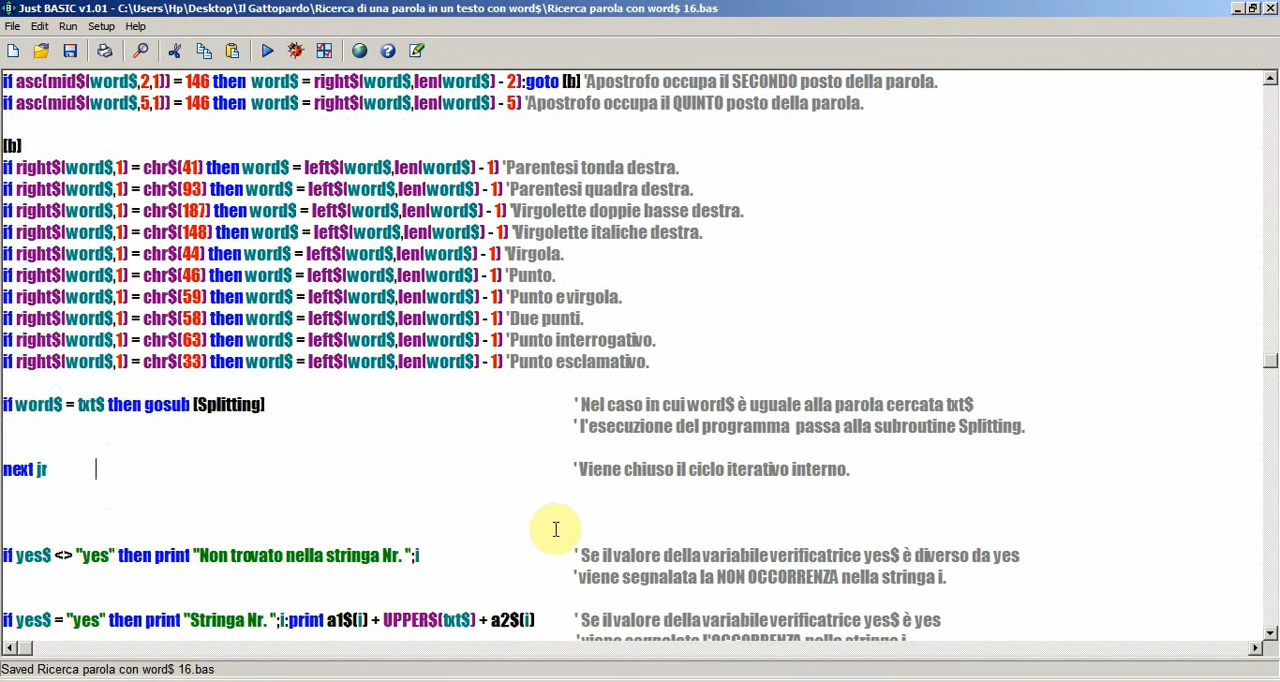 Just BASIC v1.01 - C:\Users\Hp\Desktop\Il Gattopardo\Ricerca di una parola in un testo con word$\Ricerca parola con word$ 16.bas
File Edit Run Setup Help
if asc(mid$(word$,2,1)) = 146 then word$ = right$(word$,len(word$) - 2):goto [b] 'Apostrofo occupa il SECONDO posto della parola.
if asc(mid$(word$,5,1)) = 146 then word$ = right$(word$,len(word$) - 5) 'Apostrofo occupa il QUINTO posto della parola.
[b]
if right$(word$,1) = chr$(41) then word$ = left$(word$,len(word$) - 1) 'Parentesi tonda destra.
if right$(word$,1) = chr$(93) then word$ = left$(word$,len(word$) - 1) 'Parentesi quadra destra.
if right$(word$,1) = chr$(187) then word$ = left$(word$,len(word$) - 1) 'Virgolette doppie basse destra.
if right$(word$,1) = chr$(148) then word$ = left$(word$,len(word$) - 1) 'Virgolette italiche destra.
if right$(word$,1) = chr$(44) then word$ = left$(word$,len(word$) - 1) 'Virgola.
if right$(word$,1) = chr$(46) then word$ = left$(word$,len(word$) - 1) 'Punto.
if right$(word$,1) = chr$(59) then word$ = left$(word$,len(word$) - 1) 'Punto e virgola.
if right$(word$,1) = chr$(58) then word$ = left$(word$,len(word$) - 1) 'Due punti.
if right$(word$,1) = chr$(63) then word$ = left$(word$,len(word$) - 1) 'Punto interrogativo.
if right$(word$,1) = chr$(33) then word$ = left$(word$,len(word$) - 1) 'Punto esclamativo.
if word$ = txt$ then gosub [Splitting] ' Nel caso in cui word$ è uguale alla parola cercata txt$
' l'esecuzione del programma passa alla subroutine Splitting.
next jr ' Viene chiuso il ciclo iterativo interno.
if yes$ <> "yes" then print "Non trovato nella stringa Nr. ";i ' Se il valore della variabile verificatrice yes$ è diverso da yes
'viene segnalata la NON OCCORRENZA nella stringa i.
if yes$ = "yes" then print "Stringa Nr. ";i:print a1$(i) + UPPER$(txt$) + a2$(i) ' Se il valore della variabile verificatrice yes$ è yes
'viene segnalata l'OCCORRENZA nella stringa i.
Saved Ricerca parola con word$ 16.bas